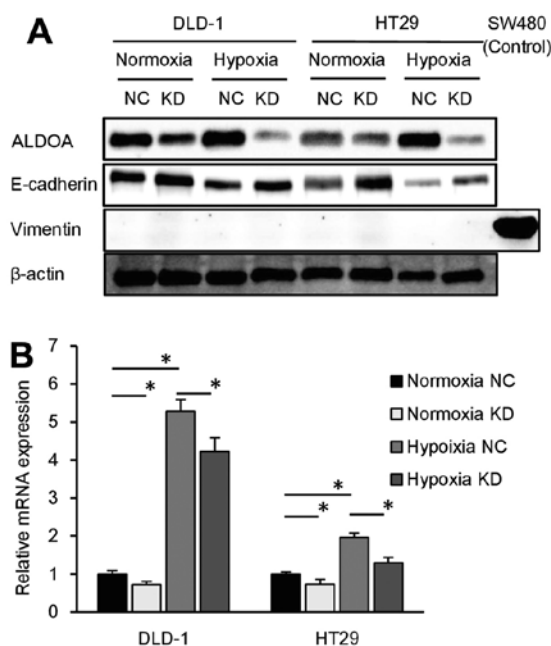 A
DLD-1 HT29 SW480
(Control)
Normoxia Hypoxia Normoxia Hypoxia
NC KD NC KD NC KD NC KD
ALDOA
E-cadherin
Vimentin
β-actin
B
Relative mRNA expression
7
6
5
4
3
2
1
0
* * * *
* * * *
Normoxia NC
Normoxia KD
Hypoixia NC
Hypoxia KD
DLD-1 HT29